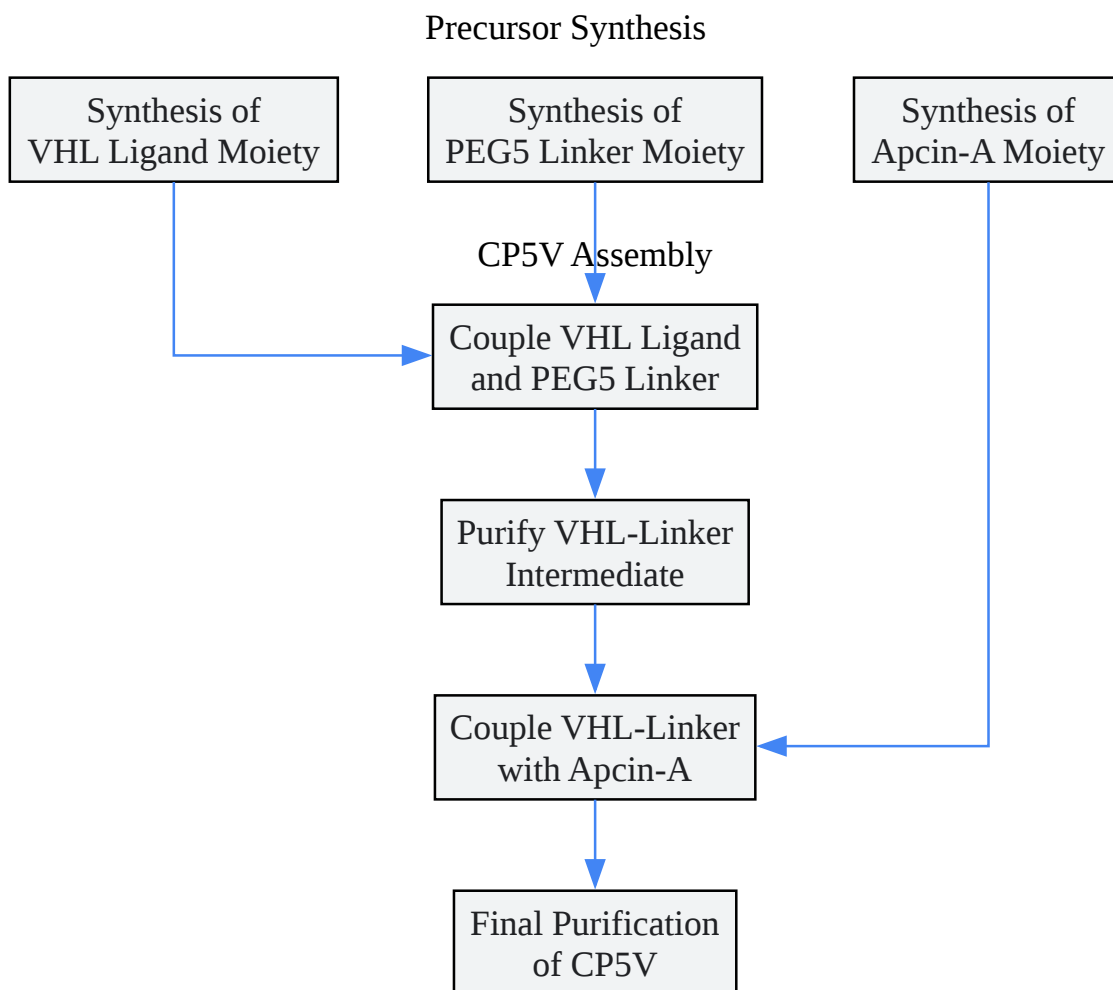 Precursor Synthesis
Synthesis of
VHL Ligand Moiety
Synthesis of
PEG5 Linker Moiety
Synthesis of
Apcin-A Moiety
CP5V Assembly
Couple VHL Ligand
and PEG5 Linker
Purify VHL-Linker
Intermediate
Couple VHL-Linker
with Apcin-A
Final Purification
of CP5V